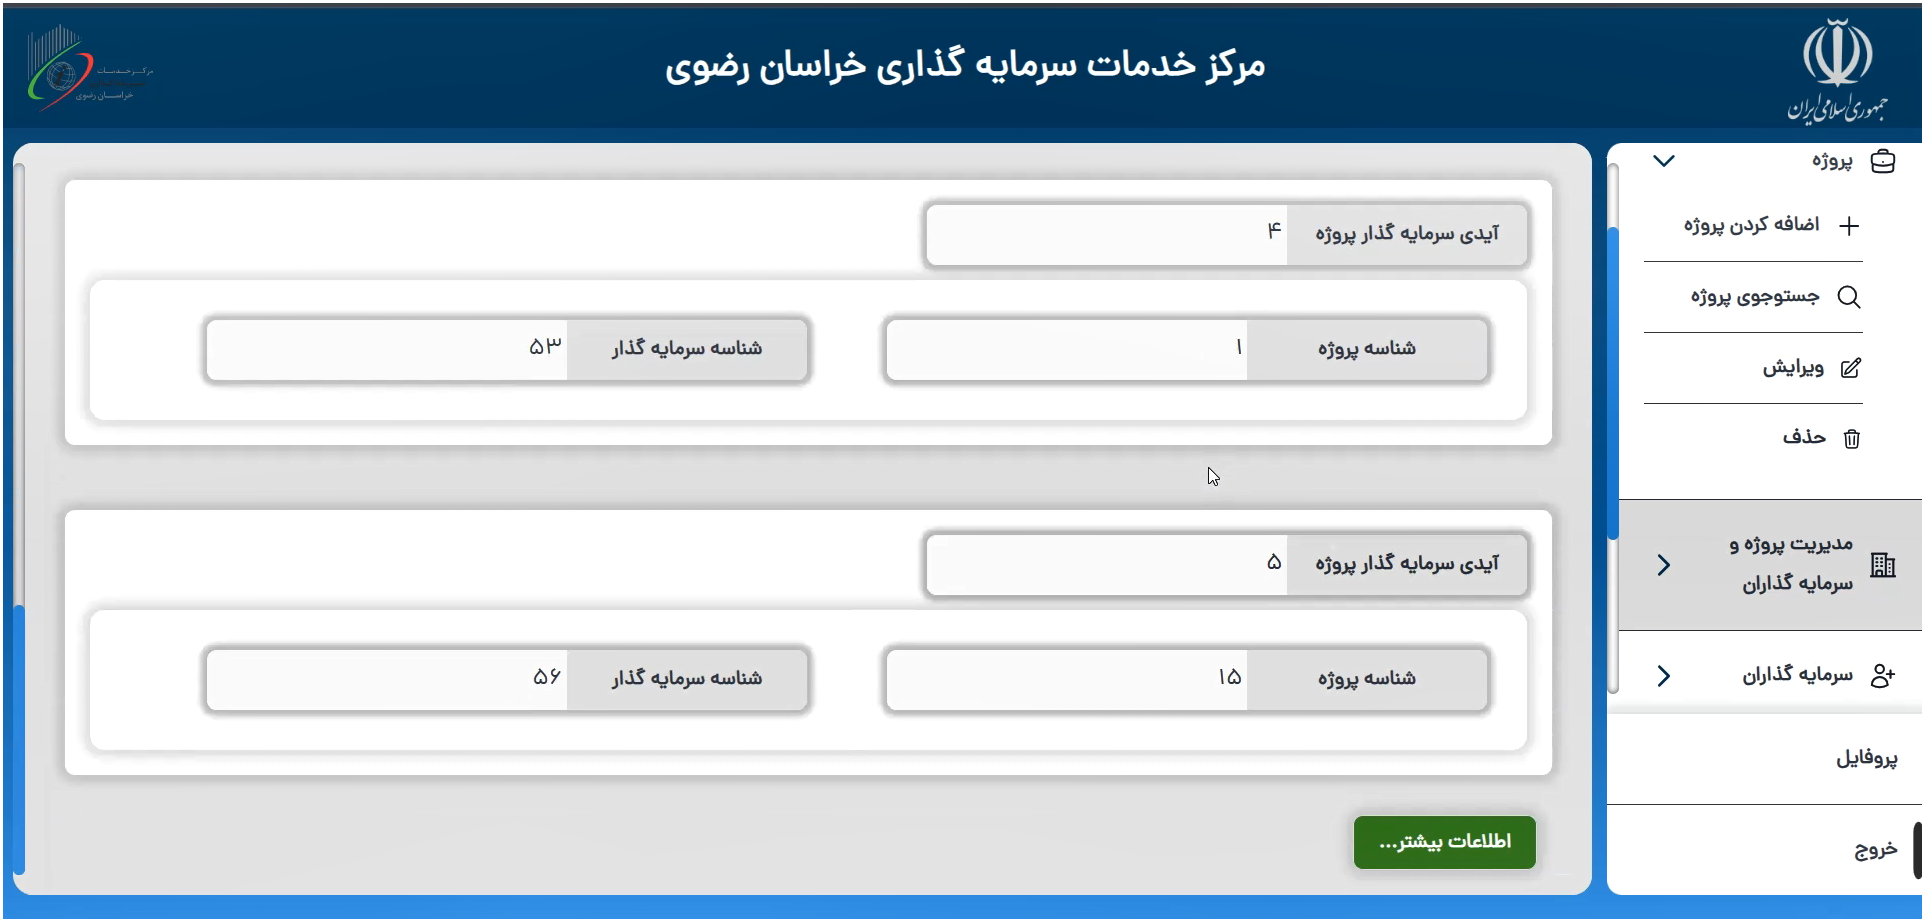 جمهوری اسلامی ایران
مرکز خدمات سرمایه گذاری خراسان رضوی
مرکز خدمات
خراسان رضوی
پروژه
اضافه کردن پروژه
جستوجوی پروژه
ویرایش
حذف
مدیریت پروژه و
سرمایه گذاران
سرمایه گذاران
پروفایل
خروج
آیدی سرمایه گذار پروژه ۴
شناسه پروژه ۱ شناسه سرمایه گذار ۵۳
آیدی سرمایه گذار پروژه ۵
شناسه پروژه ۱۵ شناسه سرمایه گذار ۵۶
اطلاعات بیشتر...